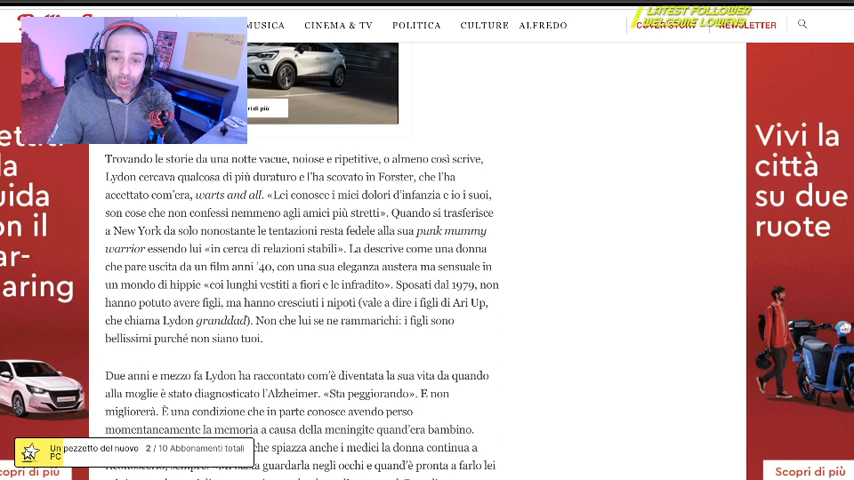 MUSICA CINEMA & TV POLITICA CULTURE ALFREDO COVER STORY NEWSLETTER
LATEST FOLLOWER
WELCOME LOWENS
ri di più
Trovando le storie da una notte vacue, noiose e ripetitive, o almeno così scrive,
Lydon cercava qualcosa di più duraturo e l'ha scovato in Forster, che l'ha
accettato com'era, warts and all. «Lei conosce i miei dolori d'infanzia e io i suoi,
son cose che non confessi nemmeno agli amici più stretti». Quando si trasferisce
a New York da solo nonostante le tentazioni resta fedele alla sua punk mummy
warrior essendo lui «in cerca di relazioni stabili». La descrive come una donna
che pare uscita da un film anni '40, con una sua eleganza austera ma sensuale in
un mondo di hippie «coi lunghi vestiti a fiori e le infradito». Sposati dal 1979, non
hanno potuto avere figli, ma hanno cresciuti i nipoti (vale a dire i figli di Ari Up,
che chiama Lydon granddad). Non che lui se ne rammarichi: i figli sono
bellissimi purché non siano tuoi.
Due anni e mezzo fa Lydon ha raccontato com'è diventata la sua vita da quando
alla moglie è stato diagnosticato l'Alzheimer. «Sta peggiorando». E non
migliorerà. È una condizione che in parte conosce avendo perso
momentaneamente la memoria a causa della meningite quand'era bambino.
che spiazza anche i medici la donna continua a
guardarla negli occhi e quand'è pronta a farlo lei
Un pezzetto del nuovo 2 / 10 Abbonamenti totali
PC
la
uida
on il
ar-
aring
opri di più
Vivi la
città
su due
ruote
Scopri di più